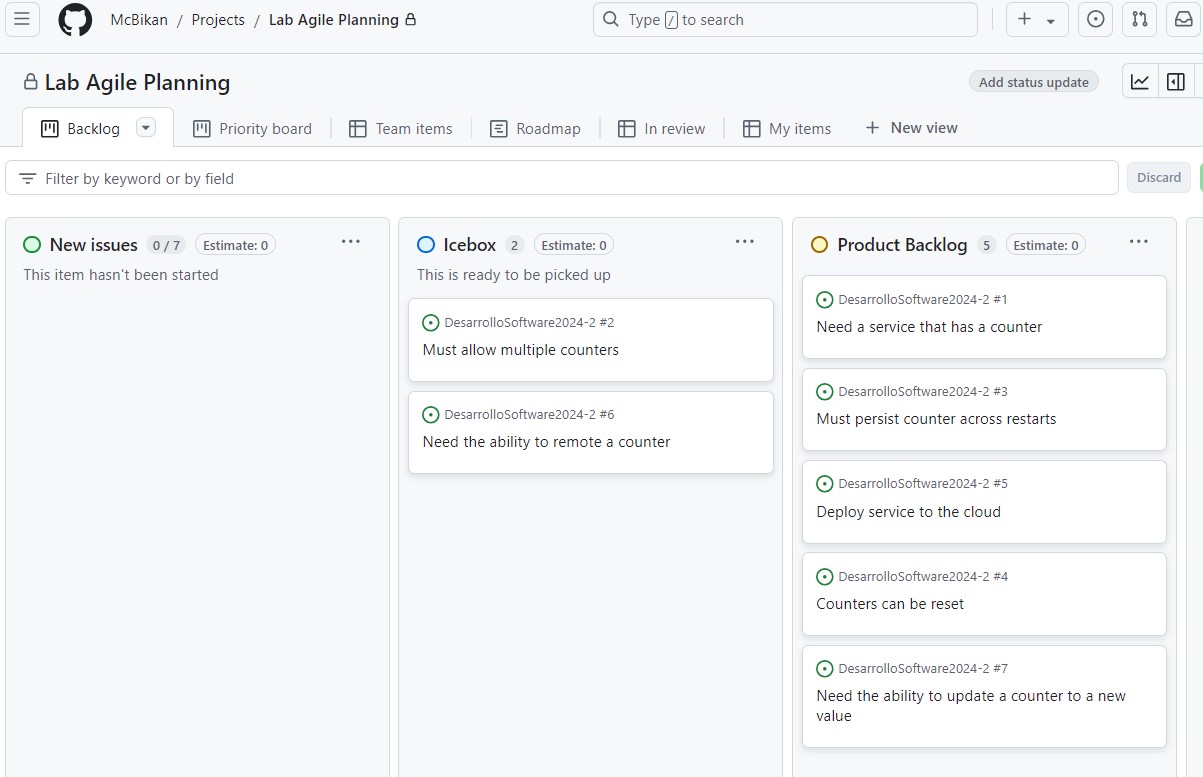 McBikan / Projects / Lab Agile Planning
Type / to search
Lab Agile Planning
Add status update
Backlog
Priority board
Team items
Roadmap
In review
My items
New view
Filter by keyword or by field
Discard
New issues 0 / 7 Estimate: 0
This item hasn't been started
Icebox 2 Estimate: 0
This is ready to be picked up
DesarrolloSoftware2024-2 #2
Must allow multiple counters
DesarrolloSoftware2024-2 #6
Need the ability to remote a counter
Product Backlog 5 Estimate: 0
DesarrolloSoftware2024-2 #1
Need a service that has a counter
DesarrolloSoftware2024-2 #3
Must persist counter across restarts
DesarrolloSoftware2024-2 #5
Deploy service to the cloud
DesarrolloSoftware2024-2 #4
Counters can be reset
DesarrolloSoftware2024-2 #7
Need the ability to update a counter to a new
value